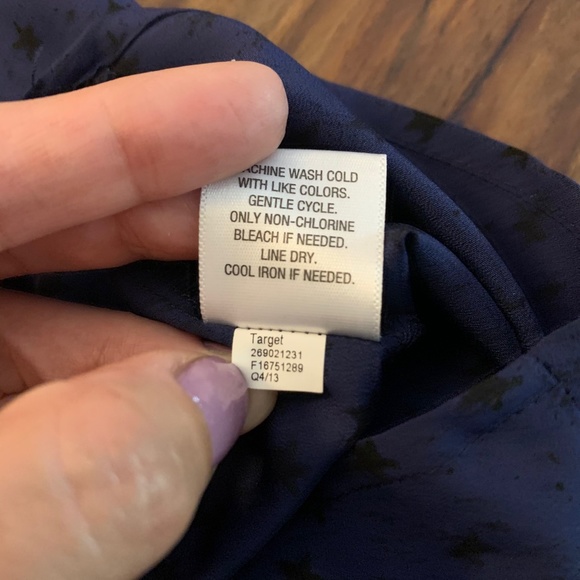 MACHINE WASH COLD
WITH LIKE COLORS.
GENTLE CYCLE.
ONLY NON-CHLORINE
BLEACH IF NEEDED.
LINE DRY.
COOL IRON IF NEEDED.
Target
269021231
F16751289
Q4/13